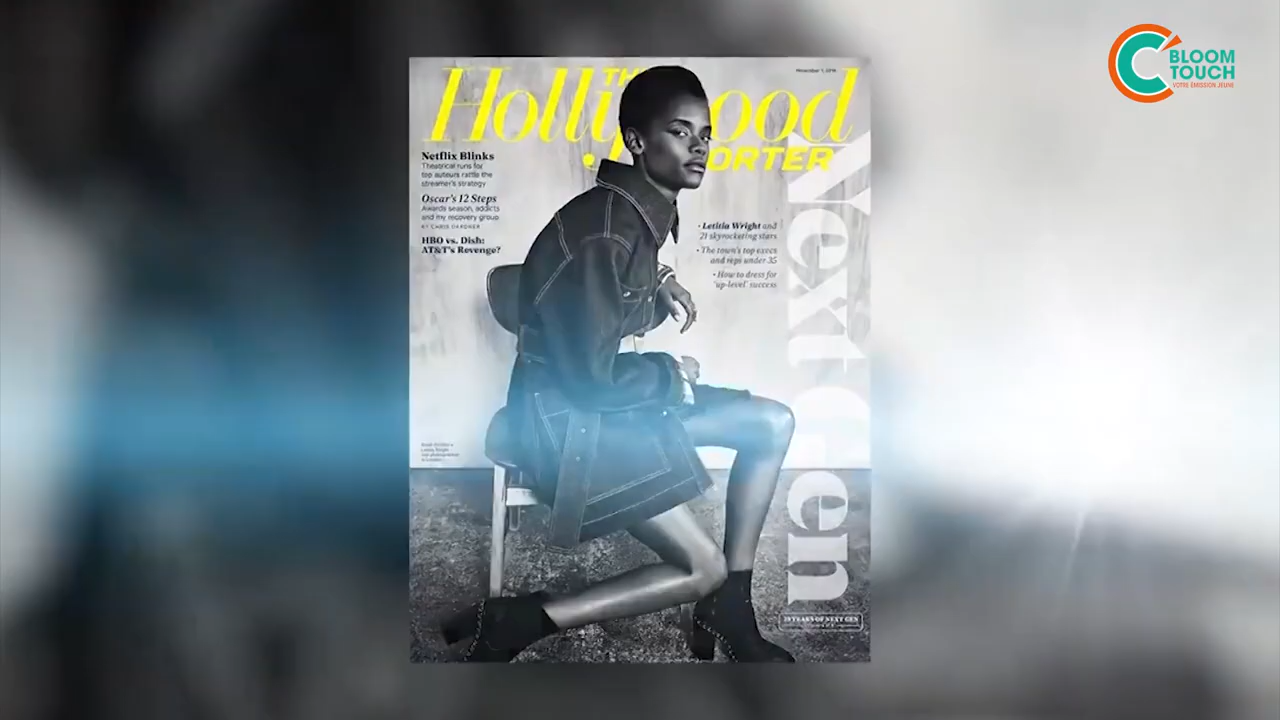 BLOOM
TOUCH
VOTRE ÉMISSION JEUNE
THE
Hollywood
REPORTER
Netflix Blinks
Theatrical runs for
top auteurs rattle the
streamer's strategy
Oscar's 12 Steps
Awards season, addicts
and my recovery group
BY CHRIS GARDNER
HBO vs. Dish:
AT&T's Revenge?
• Letitia Wright and
21 skyrocketing stars
• The town's top execs
and reps under 35
• How to dress for
'up-level' success
Next Gen